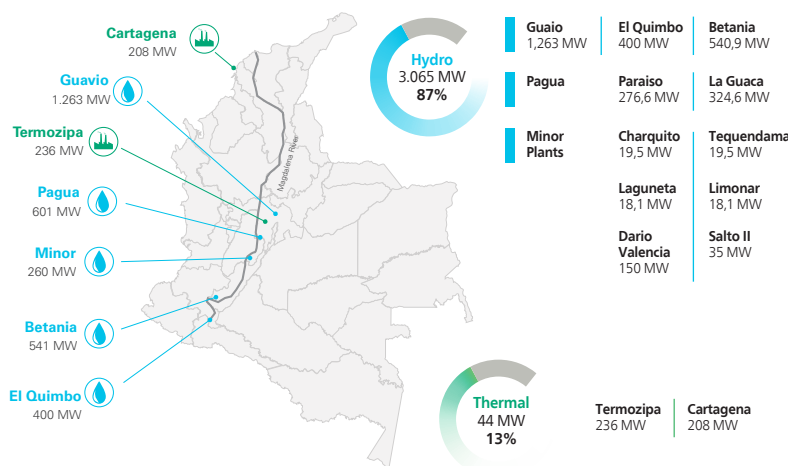 Cartagena
208 MW
Guavio
1.263 MW
Termozipa
236 MW
Pagua
601 MW
Minor
260 MW
Betania
541 MW
El Quimbo
400 MW
Magdalena River
Hydro
3.065 MW
87%
Guaio
1,263 MW
El Quimbo
400 MW
Betania
540,9 MW
Pagua
Paraiso
276,6 MW
La Guaca
324,6 MW
Minor
Plants
Charquito
19,5 MW
Tequendama
19,5 MW
Laguneta
18,1 MW
Limonar
18,1 MW
Dario
Valencia
150 MW
Salto II
35 MW
Thermal
44 MW
13%
Termozipa
236 MW
Cartagena
208 MW